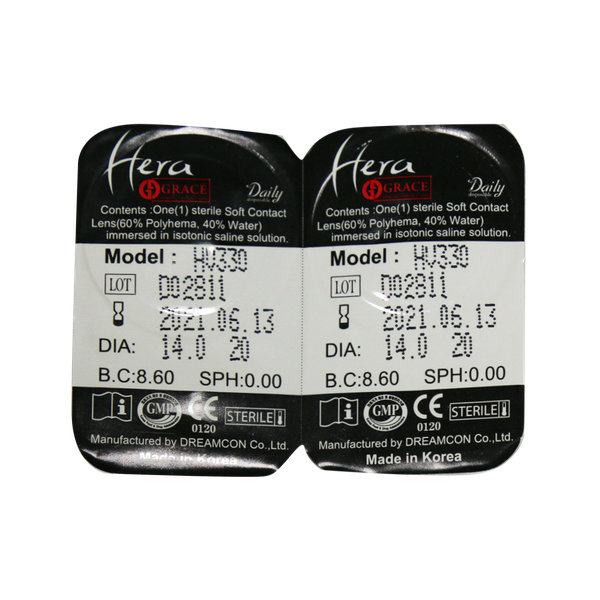 Hera
GRACE
Daily
disposable
Contents :One(1) sterile Soft Contact
Lens(60% Polyhema, 40% Water)
immersed in isotonic saline solution.
Model : HV330
LOT D02811
2021.06.13
DIA: 14.0 20
B.C:8.60 SPH:0.00
i GMP CE 0120 STERILE
Manufactured by DREAMCON Co.,Ltd.
Made in Korea
Hera
GRACE
Daily
disposable
Contents :One(1) sterile Soft Contact
Lens(60% Polyhema, 40% Water)
immersed in isotonic saline solution.
Model : HV330
LOT D02811
2021.06.13
DIA: 14.0 20
B.C:8.60 SPH:0.00
i GMP CE 0120 STERILE
Manufactured by DREAMCON Co.,Ltd.
Made in Korea